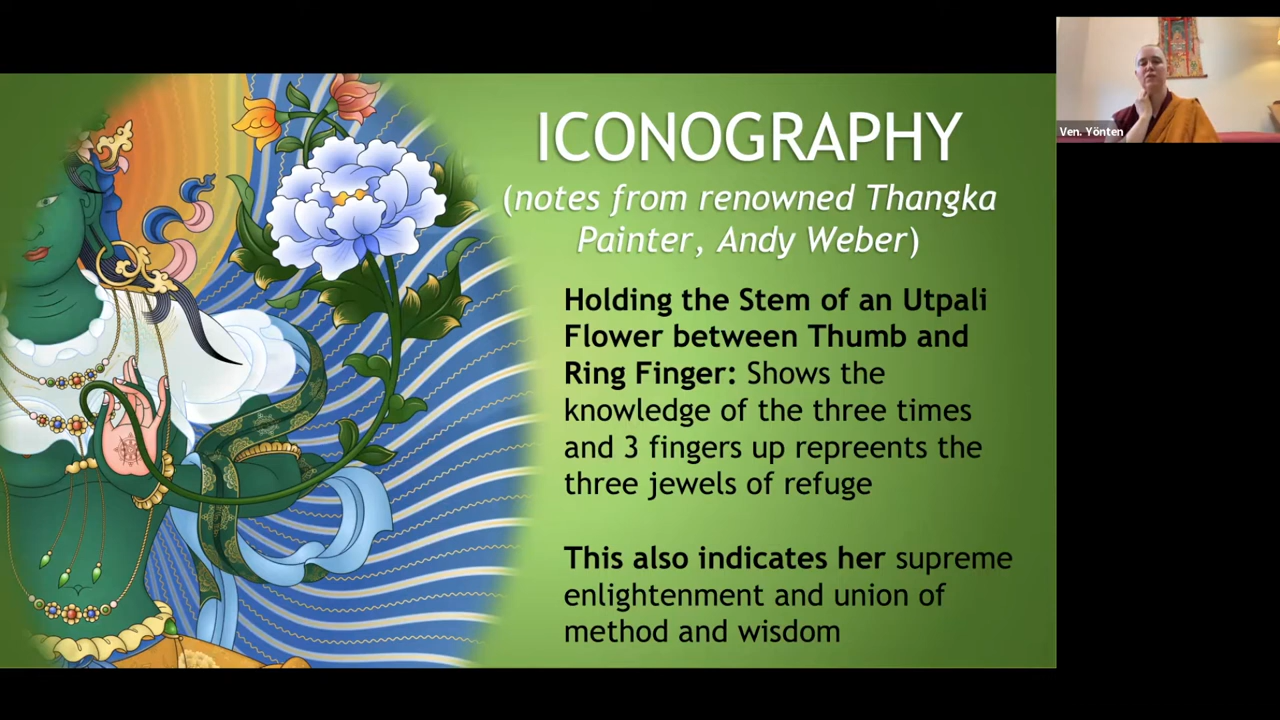 ICONOGRAPHY
(notes from renowned Thangka
Painter, Andy Weber)
Holding the Stem of an Utpali
Flower between Thumb and
Ring Finger: Shows the
knowledge of the three times
and 3 fingers up repreents the
three jewels of refuge
This also indicates her supreme
enlightenment and union of
method and wisdom
Ven. Yönten